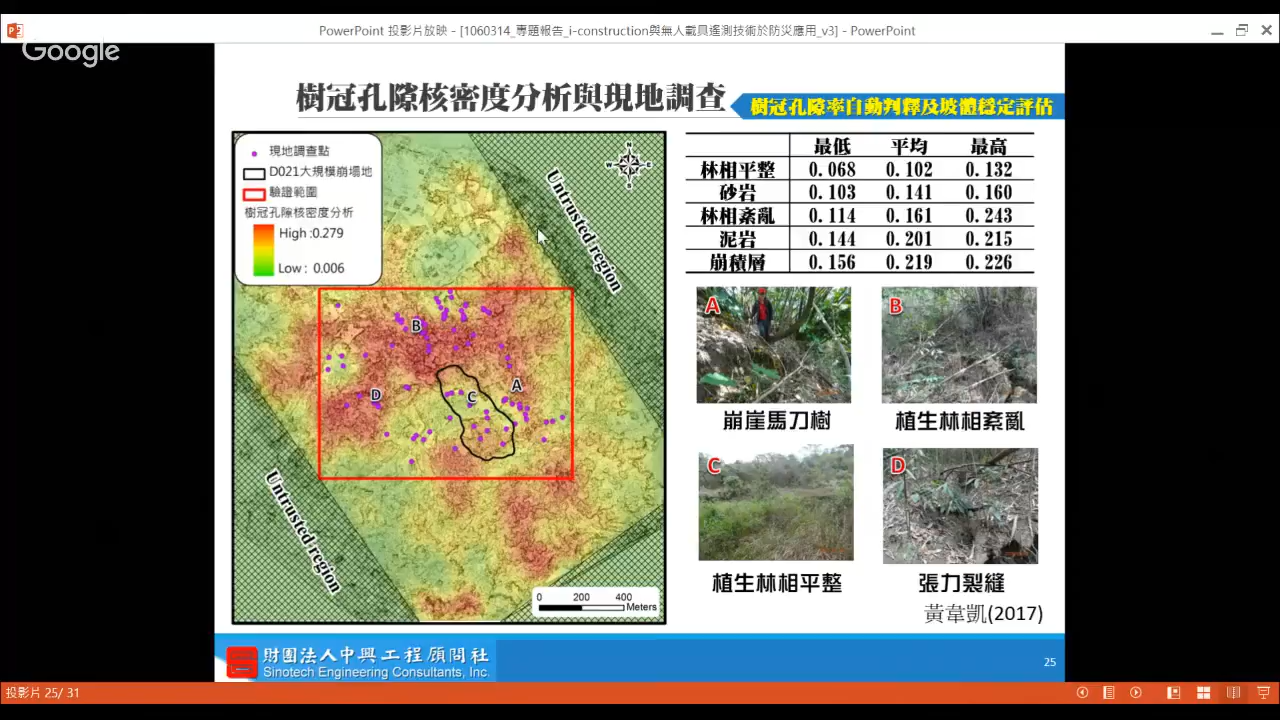 PowerPoint 投影片放映 - [1060314_專題報告_i-construction與無人載具遙測技術於防災應用_v3] - PowerPoint
Google
樹冠孔隙核密度分析與現地調查
樹冠孔隙率自動判釋及坡體穩定評估
現地調查點
D021大規模崩塌地
驗證範圍
樹冠孔隙核密度分析
High : 0.279
Low : 0.006
N
E
S
W
Untrusted region
Untrusted region
B
A
C
D
0 200 400
Meters
最低 平均 最高
林相平整 0.068 0.102 0.132
砂岩 0.103 0.141 0.160
林相紊亂 0.114 0.161 0.243
泥岩 0.144 0.201 0.215
崩積層 0.156 0.219 0.226
A
B
崩崖馬刀樹
植生林相紊亂
C
D
植生林相平整
張力裂縫
黃韋凱(2017)
財團法人中興工程顧問社
Sinotech Engineering Consultants, Inc.
25
投影片 25/ 31